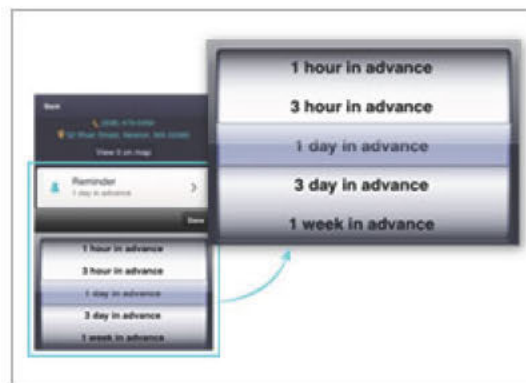 Back
View it on map
Reminder
1 day in advance
Done
1 hour in advance
3 hour in advance
1 day in advance
3 day in advance
1 week in advance
1 hour in advance
3 hour in advance
1 day in advance
3 day in advance
1 week in advance